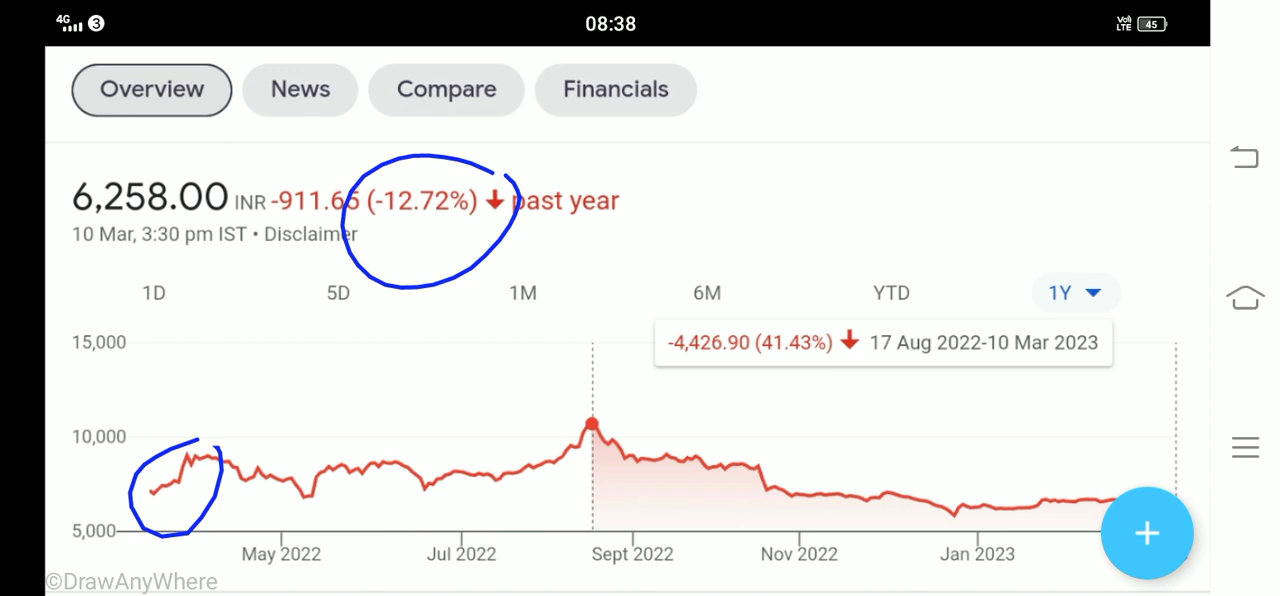 4G 3 08:38 Vo) LTE 45
Overview News Compare Financials
6,258.00 INR -911.65 (-12.72%) past year
10 Mar, 3:30 pm IST • Disclaimer
1D 5D 1M 6M YTD 1Y
15,000 -4,426.90 (41.43%) 17 Aug 2022-10 Mar 2023
10,000
5,000
May 2022 Jul 2022 Sept 2022 Nov 2022 Jan 2023
©DrawAnyWhere